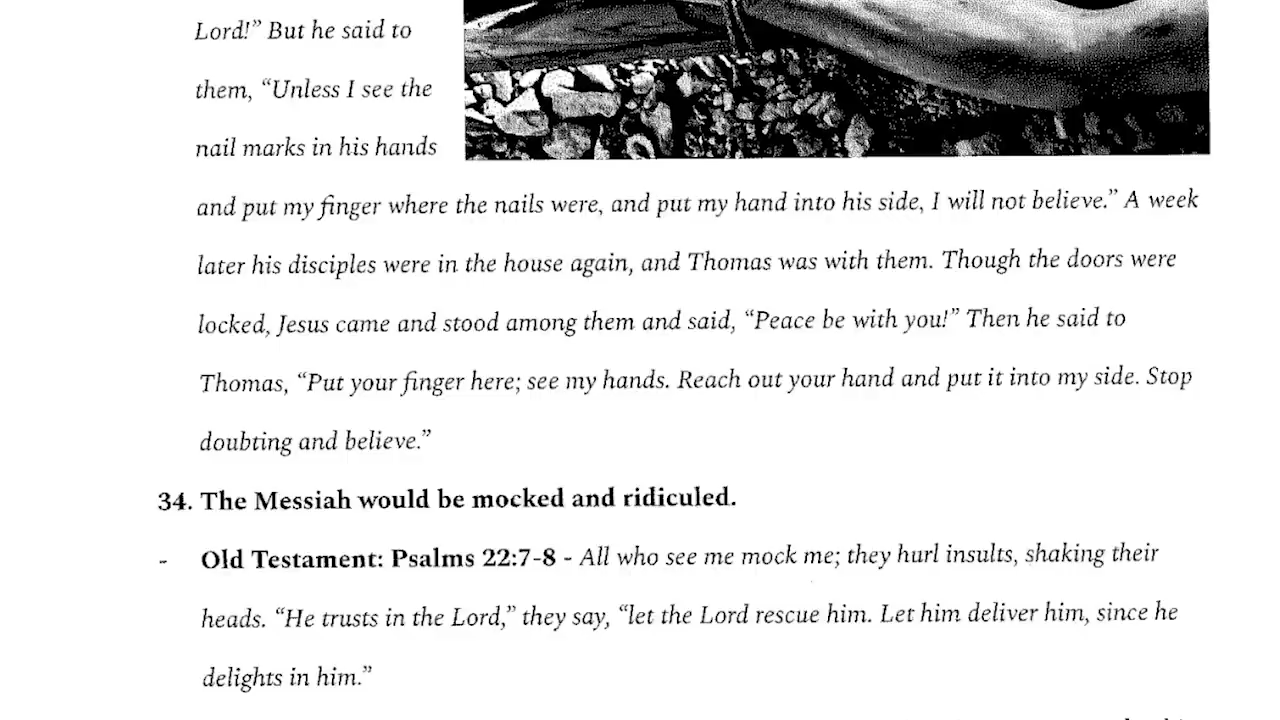 Lord!” But he said to
them, “Unless I see the
nail marks in his hands
and put my finger where the nails were, and put my hand into his side, I will not believe.” A week
later his disciples were in the house again, and Thomas was with them. Though the doors were
locked, Jesus came and stood among them and said, “Peace be with you!” Then he said to
Thomas, “Put your finger here; see my hands. Reach out your hand and put it into my side. Stop
doubting and believe.”
34. The Messiah would be mocked and ridiculed.
- Old Testament: Psalms 22:7-8 - All who see me mock me; they hurl insults, shaking their
heads. “He trusts in the Lord,” they say, “let the Lord rescue him. Let him deliver him, since he
delights in him.”